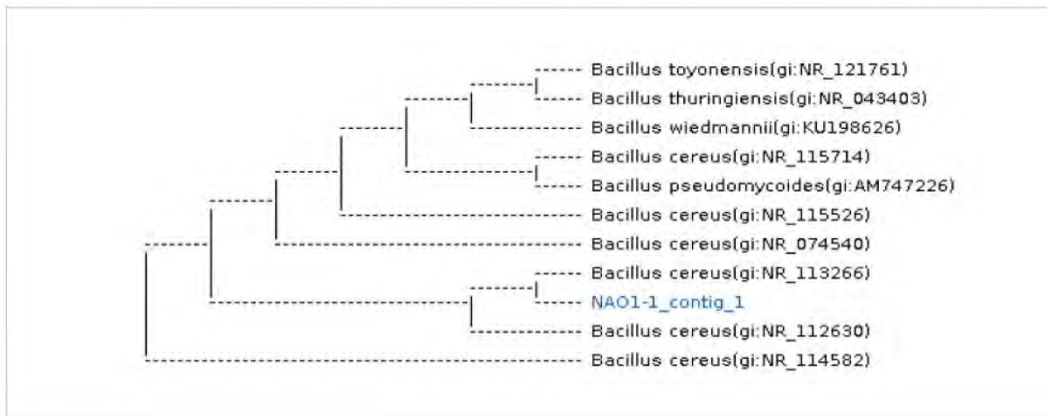 Bacillus toyonensis(gi:NR_121761)
Bacillus thuringiensis(gi:NR_043403)
Bacillus wiedmannii(gi:KU198626)
Bacillus cereus(gi:NR_115714)
Bacillus pseudomycoides(gi:AM747226)
Bacillus cereus(gi:NR_115526)
Bacillus cereus(gi:NR_074540)
Bacillus cereus(gi:NR_113266)
NAO1-1_contig_1
Bacillus cereus(gi:NR_112630)
Bacillus cereus(gi:NR_114582)